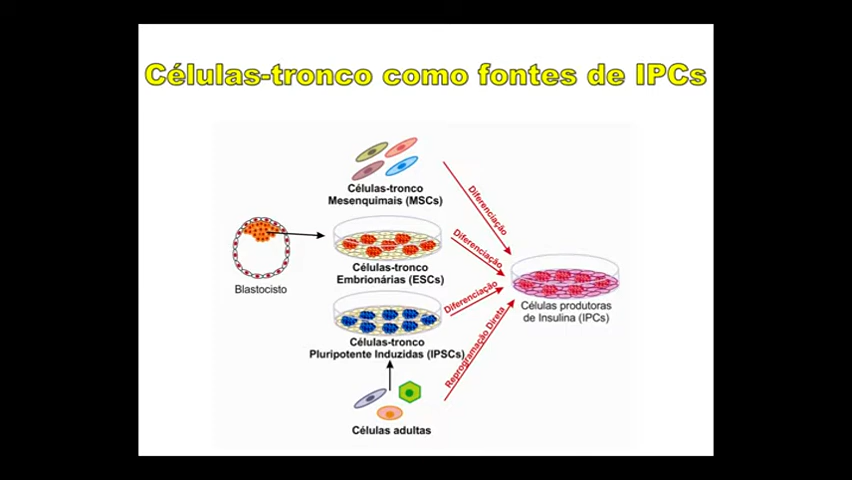 Células-tronco como fontes de IPCs
Células-tronco
Mesenquimais (MSCs)
Diferenciação
Diferenciação
Células-tronco
Embrionárias (ESCs)
Blastocisto
Diferenciação
Células produtoras
de Insulina (IPCs)
Células-tronco
Pluripotente Induzidas (IPSCs)
Reprogramação Direta
Células adultas